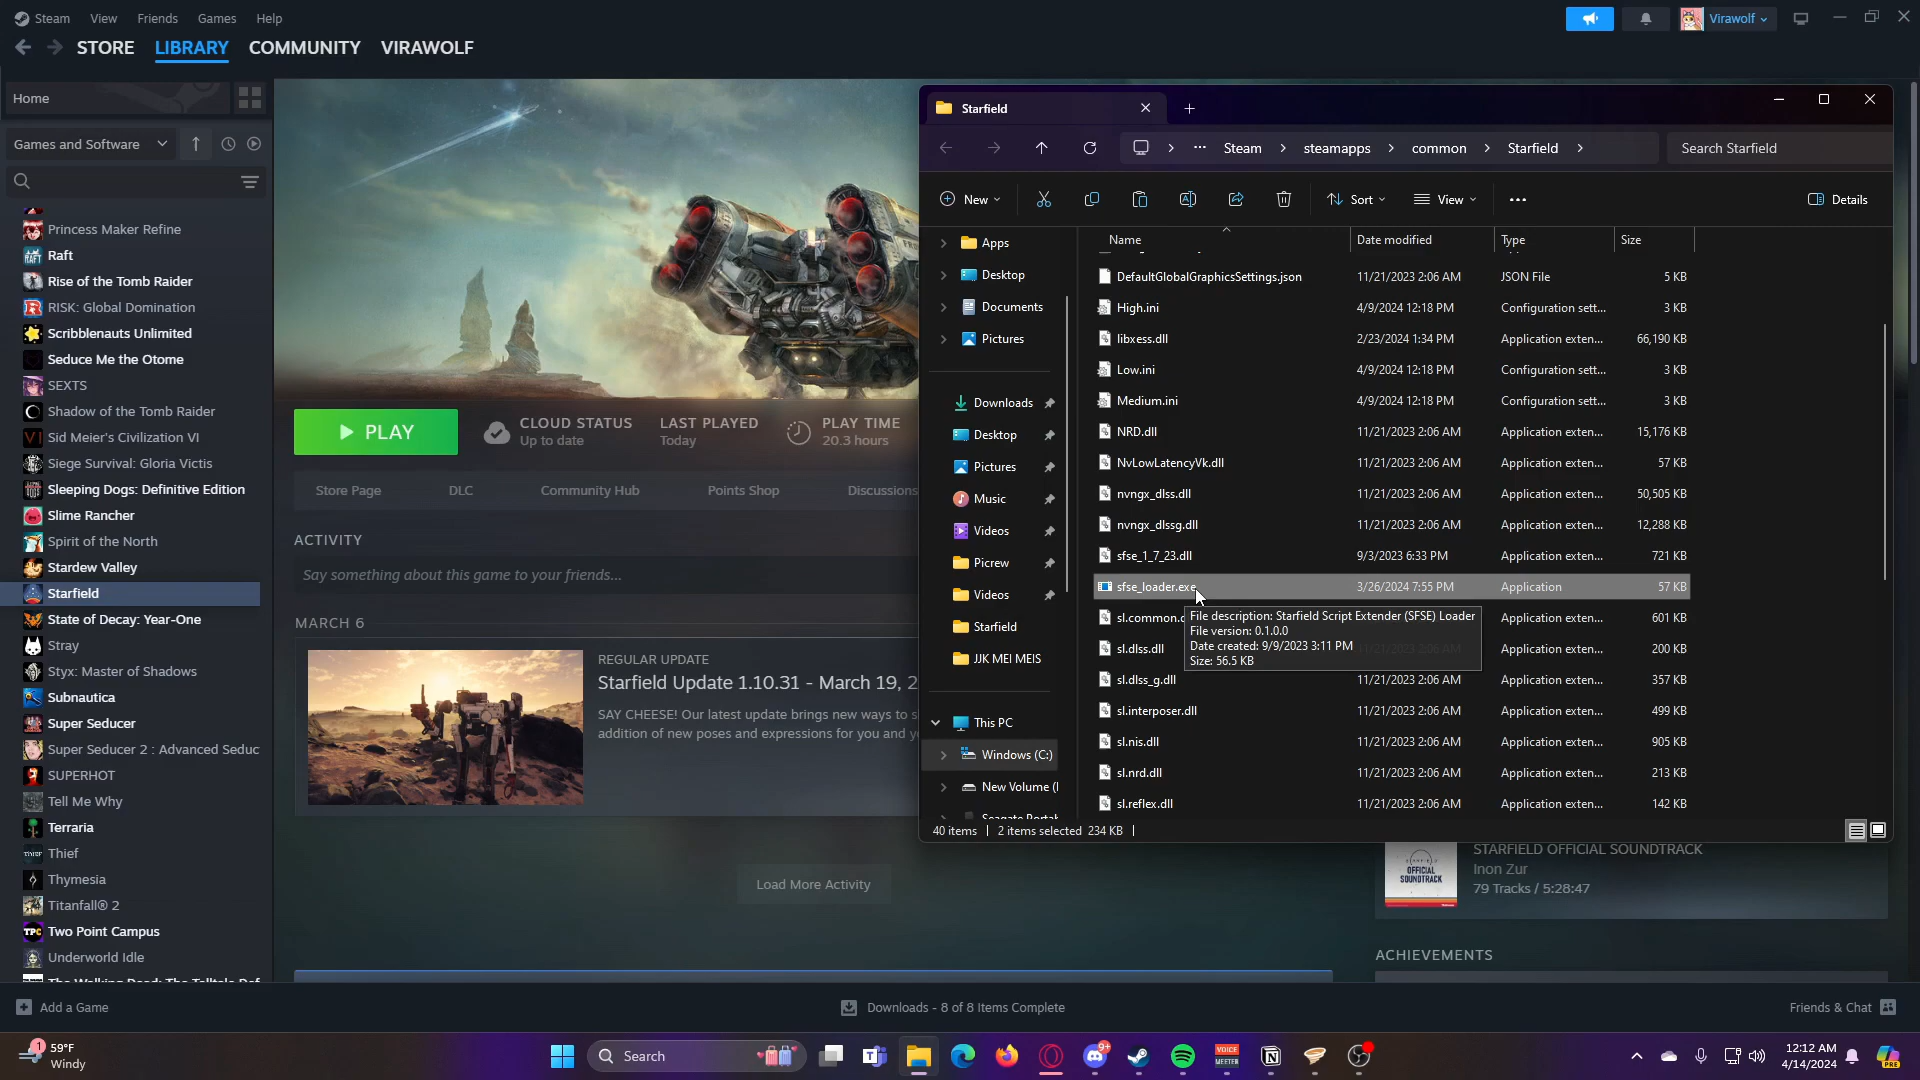 Steam View Friends Games Help
Virawolf
STORE LIBRARY COMMUNITY VIRAWOLF
Home
Games and Software
Princess Maker Refine
Raft
Rise of the Tomb Raider
RISK: Global Domination
Scribblenauts Unlimited
Seduce Me the Otome
SEXTS
Shadow of the Tomb Raider
Sid Meier's Civilization VI
Siege Survival: Gloria Victis
Sleeping Dogs: Definitive Edition
Slime Rancher
Spirit of the North
Stardew Valley
Starfield
State of Decay: Year-One
Stray
Styx: Master of Shadows
Subnautica
Super Seducer
Super Seducer 2 : Advanced Seduc
SUPERHOT
Tell Me Why
Terraria
Thief
Thymesia
Titanfall® 2
TPC Two Point Campus
Underworld Idle
The Walking Dead: The Telltale Def
Add a Game
PLAY
CLOUD STATUS
Up to date
LAST PLAYED
Today
PLAY TIME
20.3 hours
Store Page DLC Community Hub Points Shop Discussions
ACTIVITY
Say something about this game to your friends...
MARCH 6
REGULAR UPDATE
Starfield Update 1.10.31 - March 19, 2
SAY CHEESE! Our latest update brings new ways to s
addition of new poses and expressions for you and y
Load More Activity
Downloads - 8 of 8 Items Complete
Starfield
Steam steamapps common Starfield
Search Starfield
New Sort View Details
Apps
Desktop
Documents
Pictures
Downloads
Desktop
Pictures
Music
Videos
Picrew
Videos
Starfield
JJK MEI MEIS
This PC
Windows (C:)
New Volume (
Seagate Portab
Name Date modified Type Size
DefaultGlobalGraphicsSettings.json 11/21/2023 2:06 AM JSON File 5 KB
High.ini 4/9/2024 12:18 PM Configuration sett... 3 KB
libxess.dll 2/23/2024 1:34 PM Application exten... 66,190 KB
Low.ini 4/9/2024 12:18 PM Configuration sett... 3 KB
Medium.ini 4/9/2024 12:18 PM Configuration sett... 3 KB
NRD.dll 11/21/2023 2:06 AM Application exten... 15,176 KB
NvLowLatencyVk.dll 11/21/2023 2:06 AM Application exten... 57 KB
nvngx_dlss.dll 11/21/2023 2:06 AM Application exten... 50,505 KB
nvngx_dlssg.dll 11/21/2023 2:06 AM Application exten... 12,288 KB
sfse_1_7_23.dll 9/3/2023 6:33 PM Application exten... 721 KB
sfse_loader.exe 3/26/2024 7:55 PM Application 57 KB
sl.common.d Application exten... 601 KB
sl.dlss.dll 11/21/2023 2:06 AM Application exten... 200 KB
sl.dlss_g.dll 11/21/2023 2:06 AM Application exten... 357 KB
sl.interposer.dll 11/21/2023 2:06 AM Application exten... 499 KB
sl.nis.dll 11/21/2023 2:06 AM Application exten... 905 KB
sl.nrd.dll 11/21/2023 2:06 AM Application exten... 213 KB
sl.reflex.dll 11/21/2023 2:06 AM Application exten... 142 KB
File description: Starfield Script Extender (SFSE) Loader
File version: 0.1.0.0
Date created: 9/9/2023 3:11 PM
Size: 56.5 KB
40 items 2 items selected 234 KB
OFFICIAL SOUNDTRACK
STARFIELD OFFICIAL SOUNDTRACK
Inon Zur
79 Tracks / 5:28:47
ACHIEVEMENTS
Friends & Chat
1
59°F
Windy
Search
9+
VOICE MEETER
12:12 AM
4/14/2024
PRE